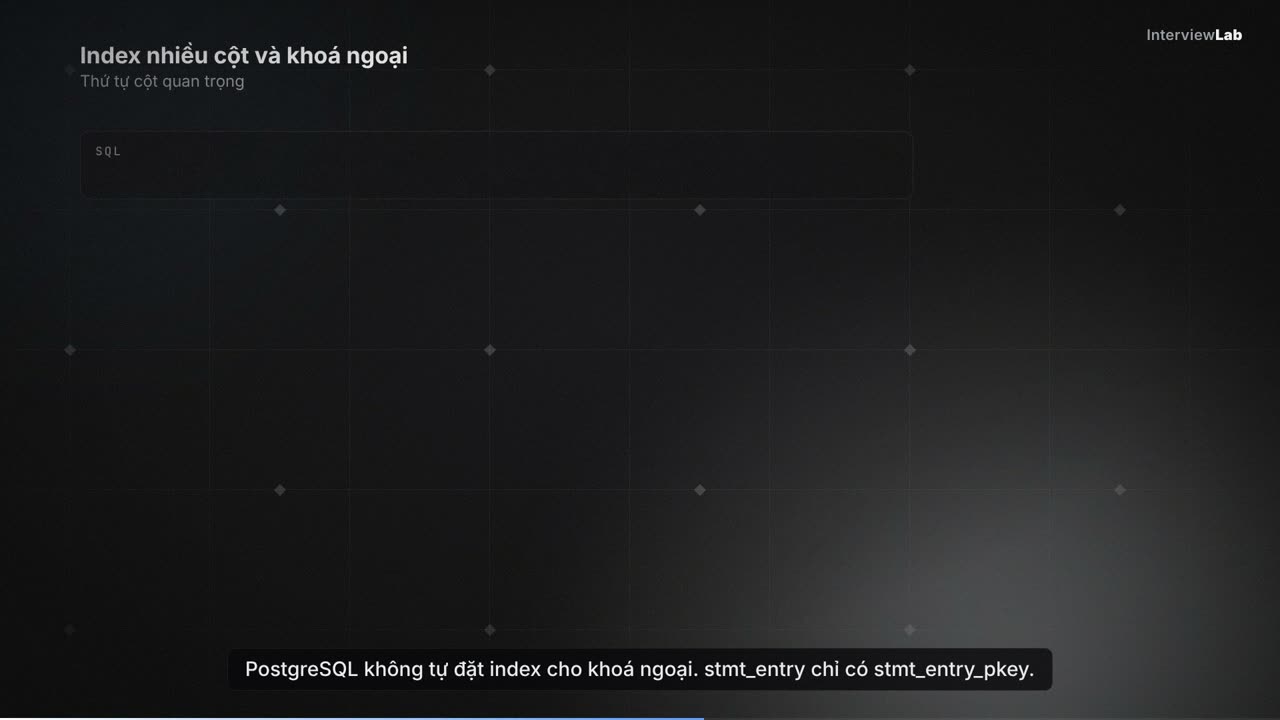 InterviewLab
Index nhiều cột và khoá ngoại
Thứ tự cột quan trọng
SQL
PostgreSQL không tự đặt index cho khoá ngoại. stmt_entry chỉ có stmt_entry_pkey.